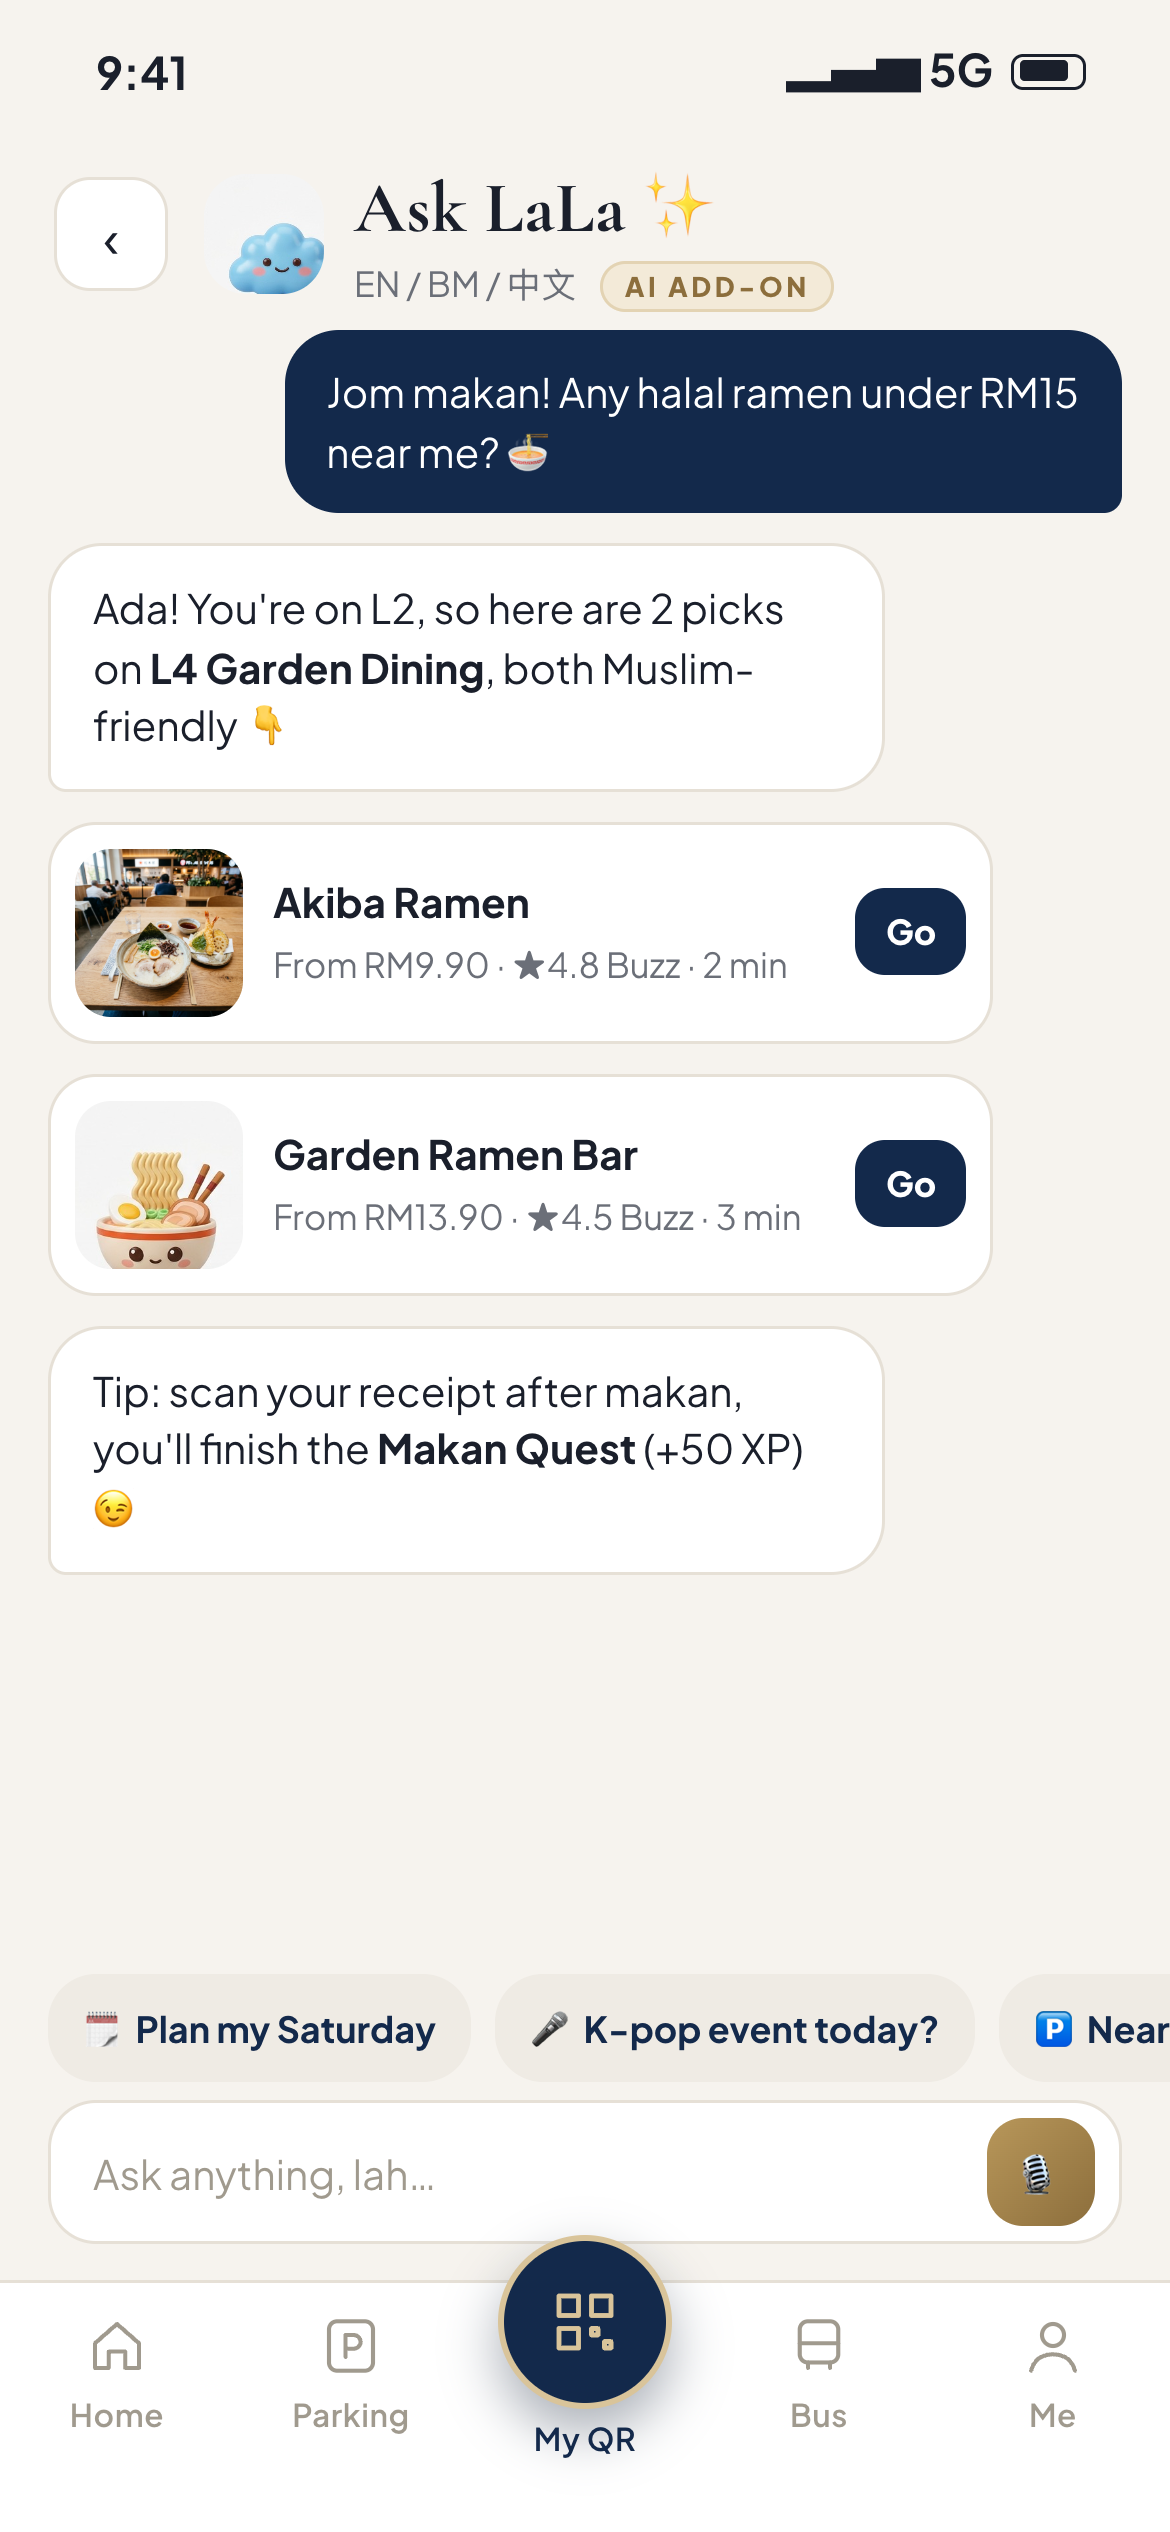 9:41
5G
‹
Ask LaLa ✨
EN / BM / 中文
AI ADD-ON
Jom makan! Any halal ramen under RM15
near me? 🍜
Ada! You're on L2, so here are 2 picks
on L4 Garden Dining, both Muslim-
friendly 👇
Akiba Ramen
From RM9.90 · ★4.8 Buzz · 2 min
Go
Garden Ramen Bar
From RM13.90 · ★4.5 Buzz · 3 min
Go
Tip: scan your receipt after makan,
you'll finish the Makan Quest (+50 XP)
😉
🗓️ Plan my Saturday
🎤 K-pop event today?
🅿️ Near
Ask anything, lah...
Home
P
Parking
My QR
Bus
Me